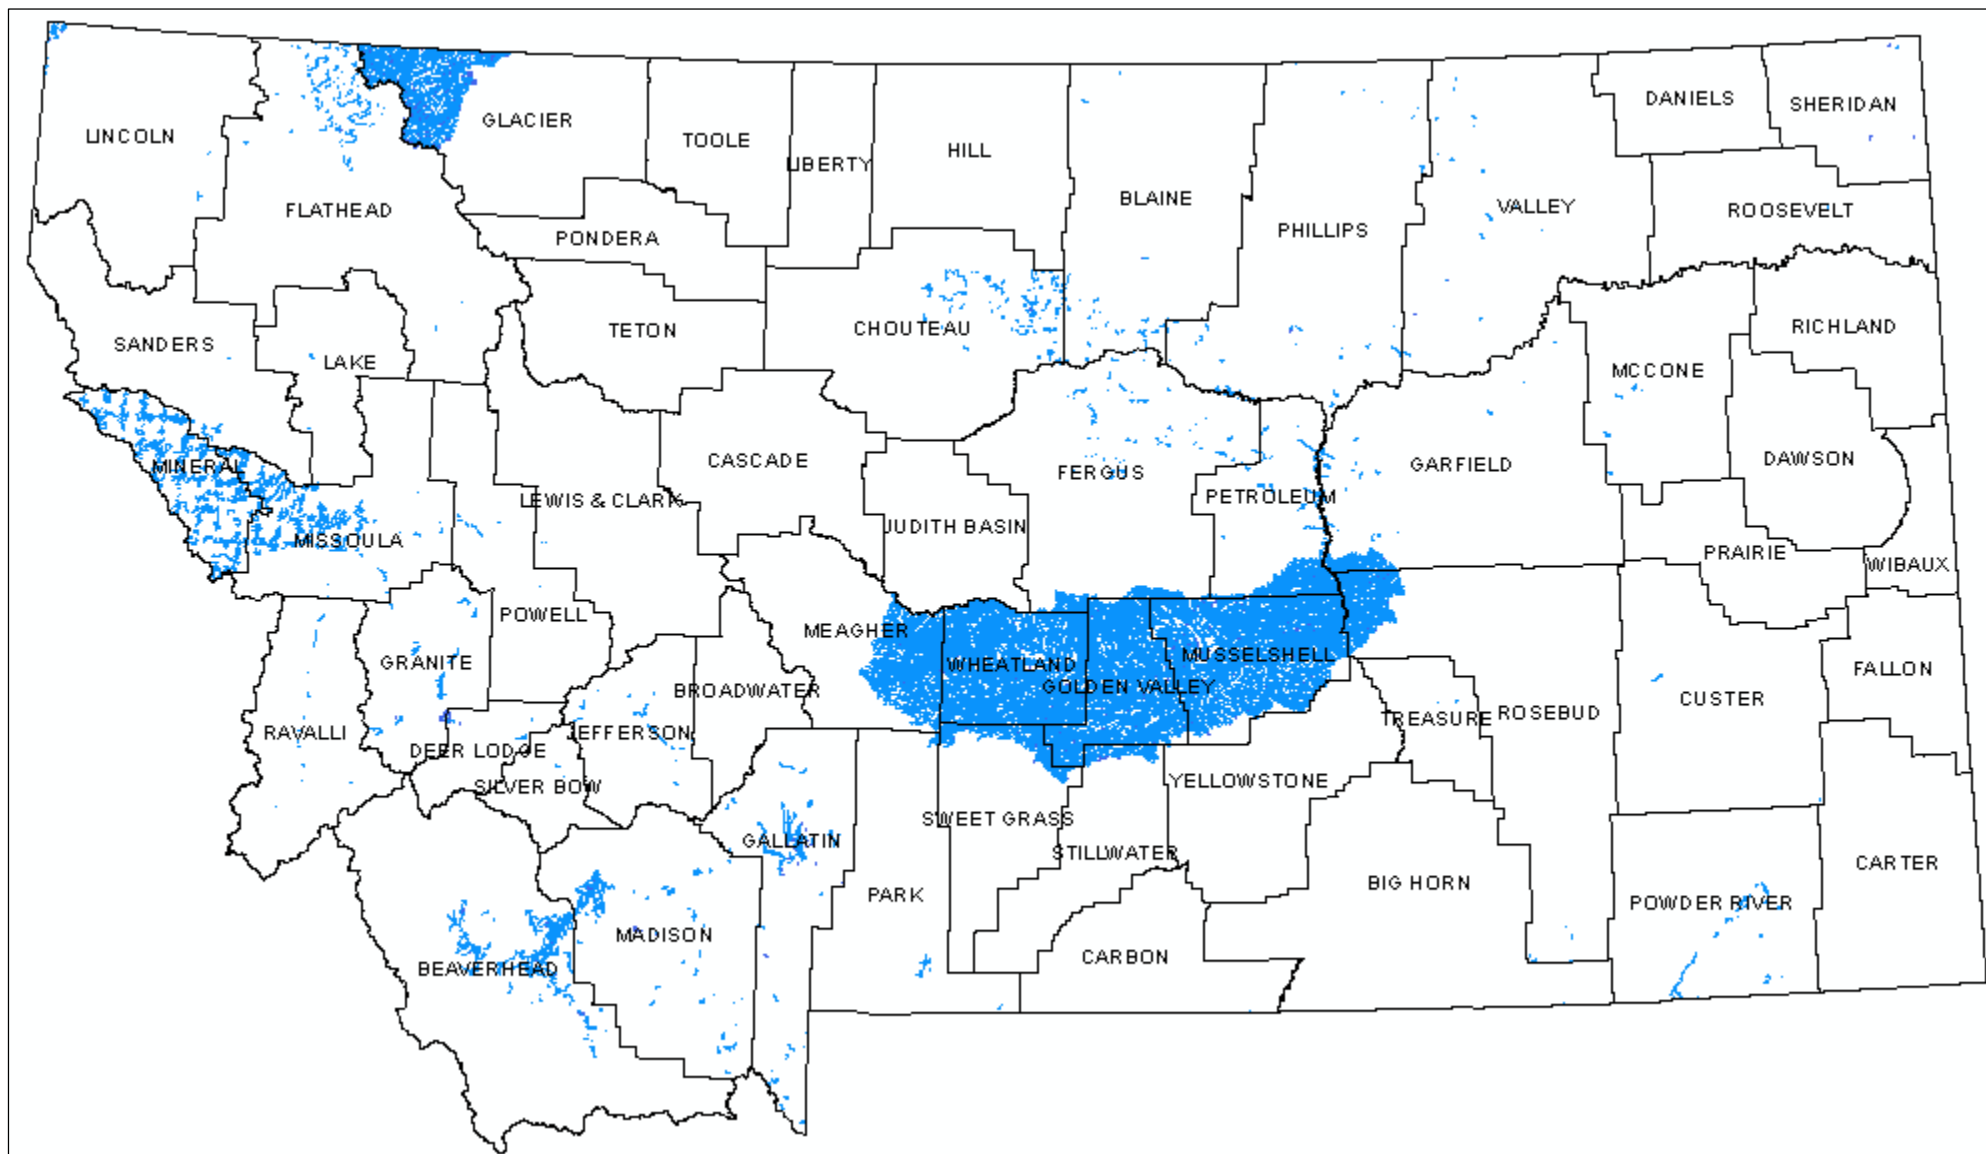 DANIELS
SHERIDAN
LINCOLN
GLACIER
TOOLE
LIBERTY
HILL
BLAINE
FLATHEAD
PONDERA
PHILLIPS
VALLEY
ROOSEVELT
SANDERS
LAKE
TETON
CHOUTEAU
MCCONE
RICHLAND
MINERAL
MISSOULA
LEWIS & CLARK
CASCADE
JUDITH BASIN
FERGUS
PETROLEUM
GARFIELD
DAWSON
PRAIRIE
WIBAUX
POWELL
GRANITE
MEAGHER
BROADWATER
WHEATLAND
GOLDEN VALLEY
MUSSELSHELL
TREASURE
ROSEBUD
CUSTER
FALLON
RAVALLI
DEER LODGE
SILVER BOW
JEFFERSON
GALLATIN
SWEET GRASS
STILLWATER
YELLOWSTONE
BEAVERHEAD
MADISON
PARK
CARBON
BIG HORN
POWDER RIVER
CARTER